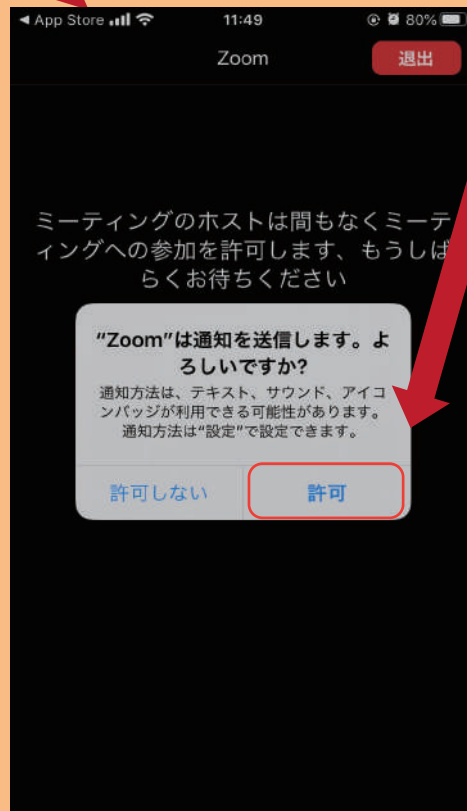 App Store 11:49 80%
Zoom 退出
ミーティングのホストは間もなくミーテ
ィングへの参加を許可します、もうしば
らくお待ちください
“Zoom”は通知を送信します。よ
ろしいですか?
通知方法は、テキスト、サウンド、アイコ
ンバッジが利用できる可能性があります。
通知方法は“設定”で設定できます。
許可しない 許可